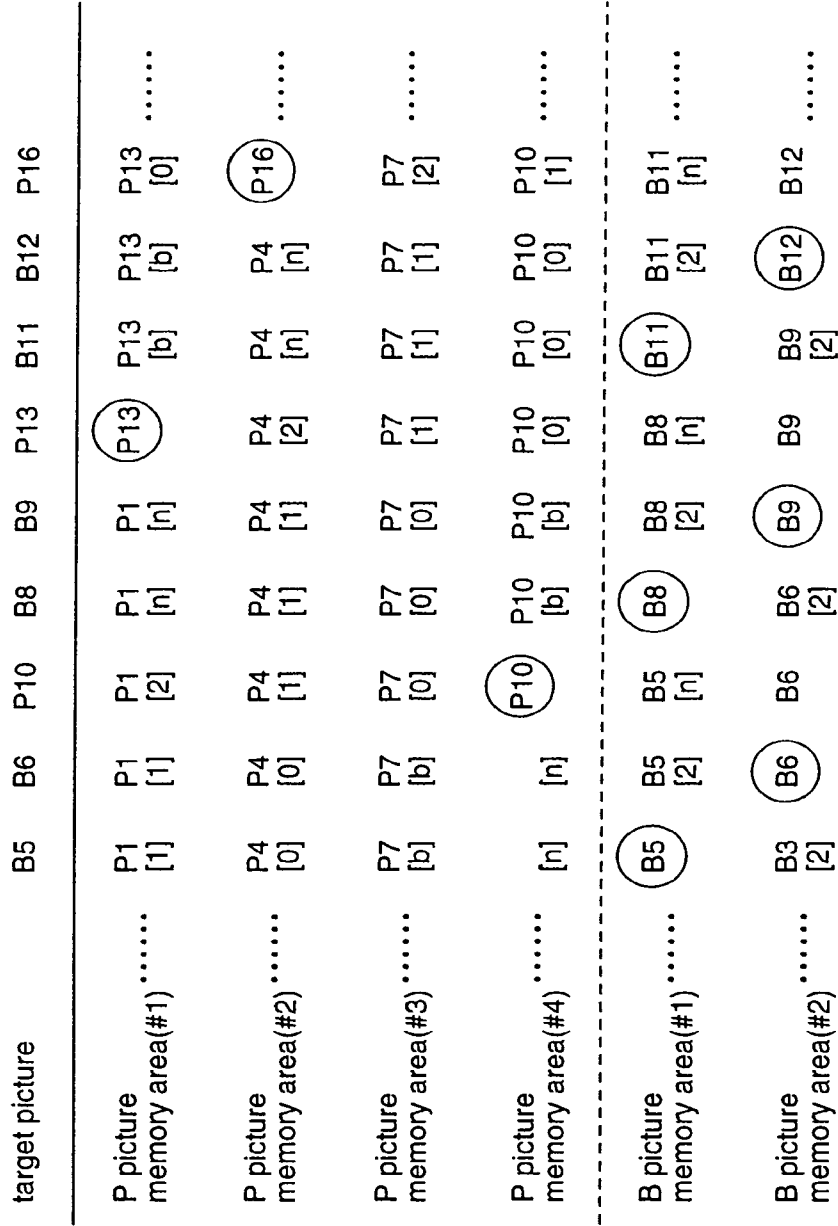 target picture B5 B6 P10 B8 B9 P13 B11 B12 P16
P picture
memory area(#1) ...... P1 P1 P1 P1 P1 P13 P13 P13 P13 ......
[1] [1] [2] [n] [n] [b] [b] [0]
P picture
memory area(#2) ...... P4 P4 P4 P4 P4 P4 P4 P4 P16 ......
[0] [0] [1] [1] [1] [2] [n] [n]
P picture
memory area(#3) ...... P7 P7 P7 P7 P7 P7 P7 P7 P7 ......
[b] [b] [0] [0] [0] [1] [1] [1] [2]
P picture
memory area(#4) ...... [n] [n] P10 P10 P10 P10 P10 P10 P10 ......
[b] [b] [0] [0] [0] [1]
B picture
memory area(#1) ...... B5 B5 B5 B8 B8 B8 B11 B11 B11 ......
[2] [n] [2] [n] [2] [n]
B picture
memory area(#2) ...... B3 B6 B6 B6 B9 B9 B9 B12 B12 ......
[2] [2] [2]